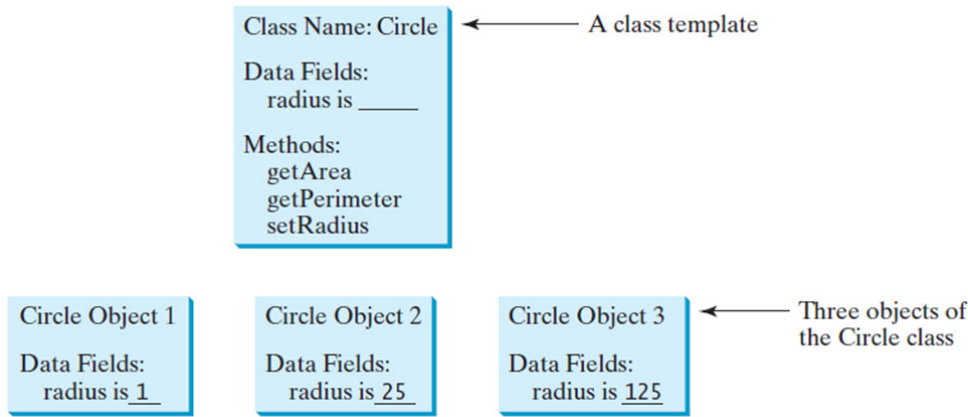 Class Name: Circle
A class template
Data Fields:
radius is _____
Methods:
getArea
getPerimeter
setRadius
Circle Object 1
Data Fields:
radius is 1
Circle Object 2
Data Fields:
radius is 25
Circle Object 3
Data Fields:
radius is 125
Three objects of
the Circle class